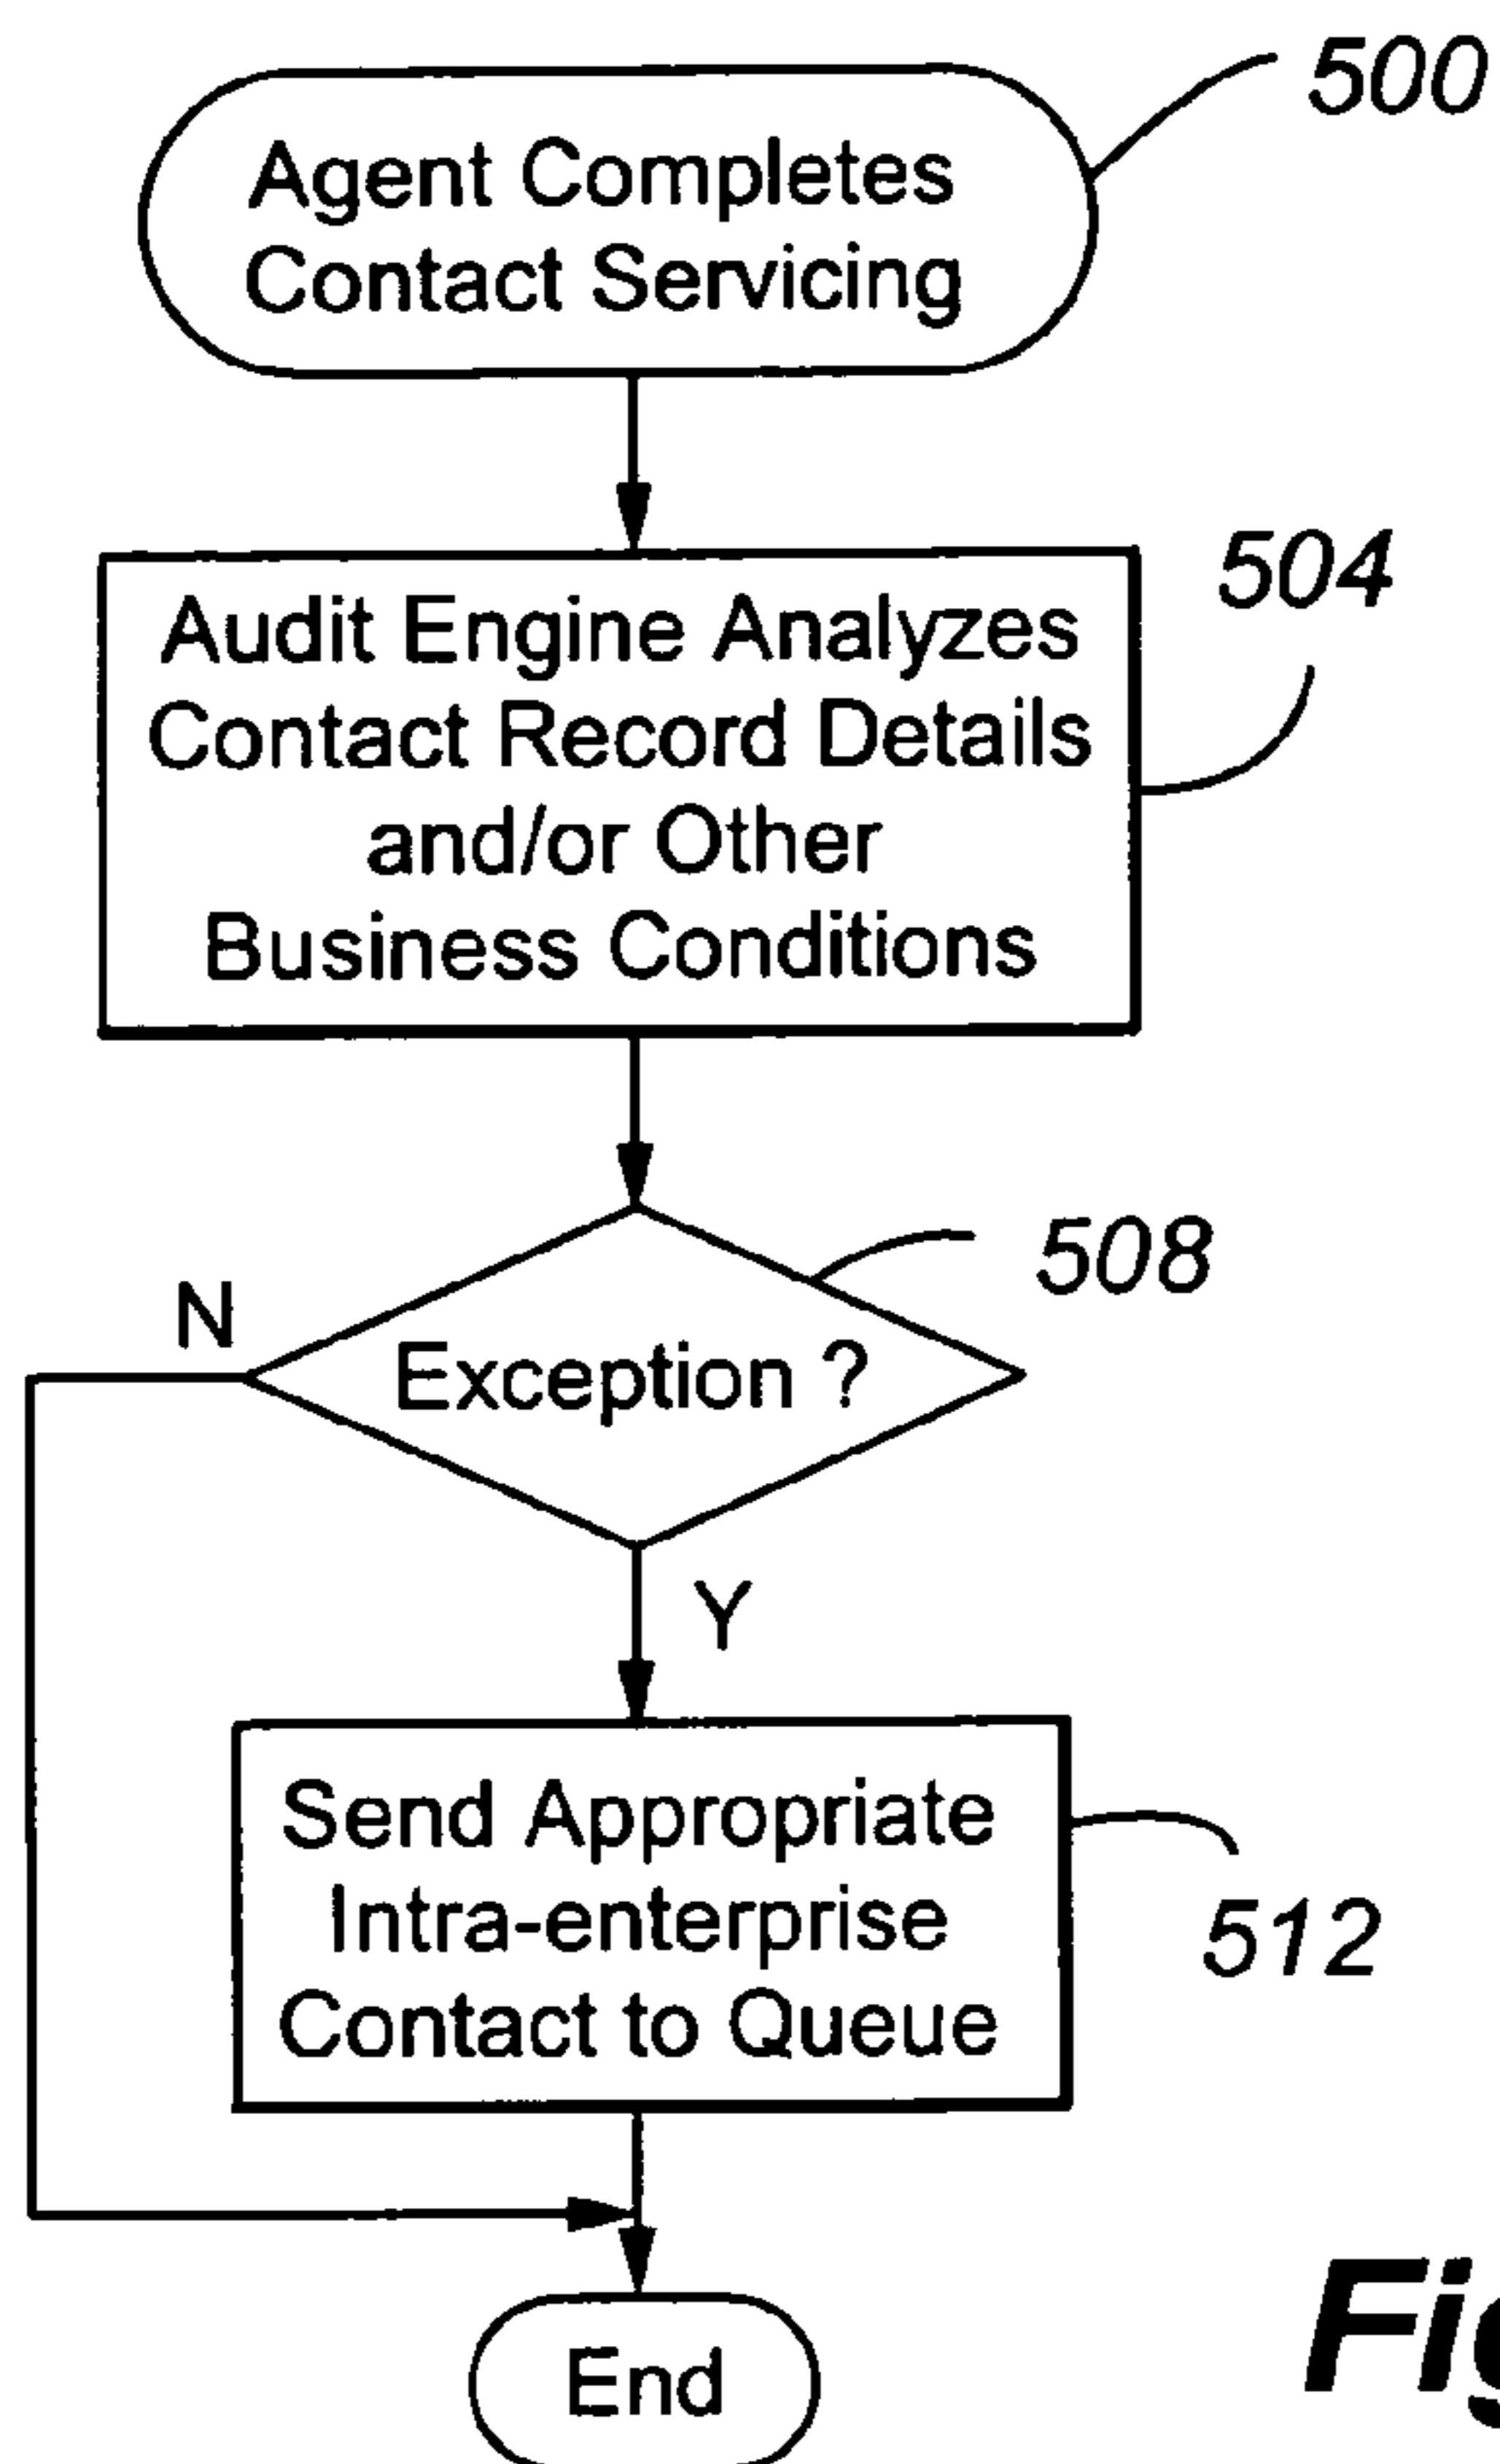 500
Agent Completes
Contact Servicing
504
Audit Engine Analyzes
Contact Record Details
and/or Other
Business Conditions
508
N
Exception ?
Y
Send Appropriate
Intra-enterprise
Contact to Queue
512
End